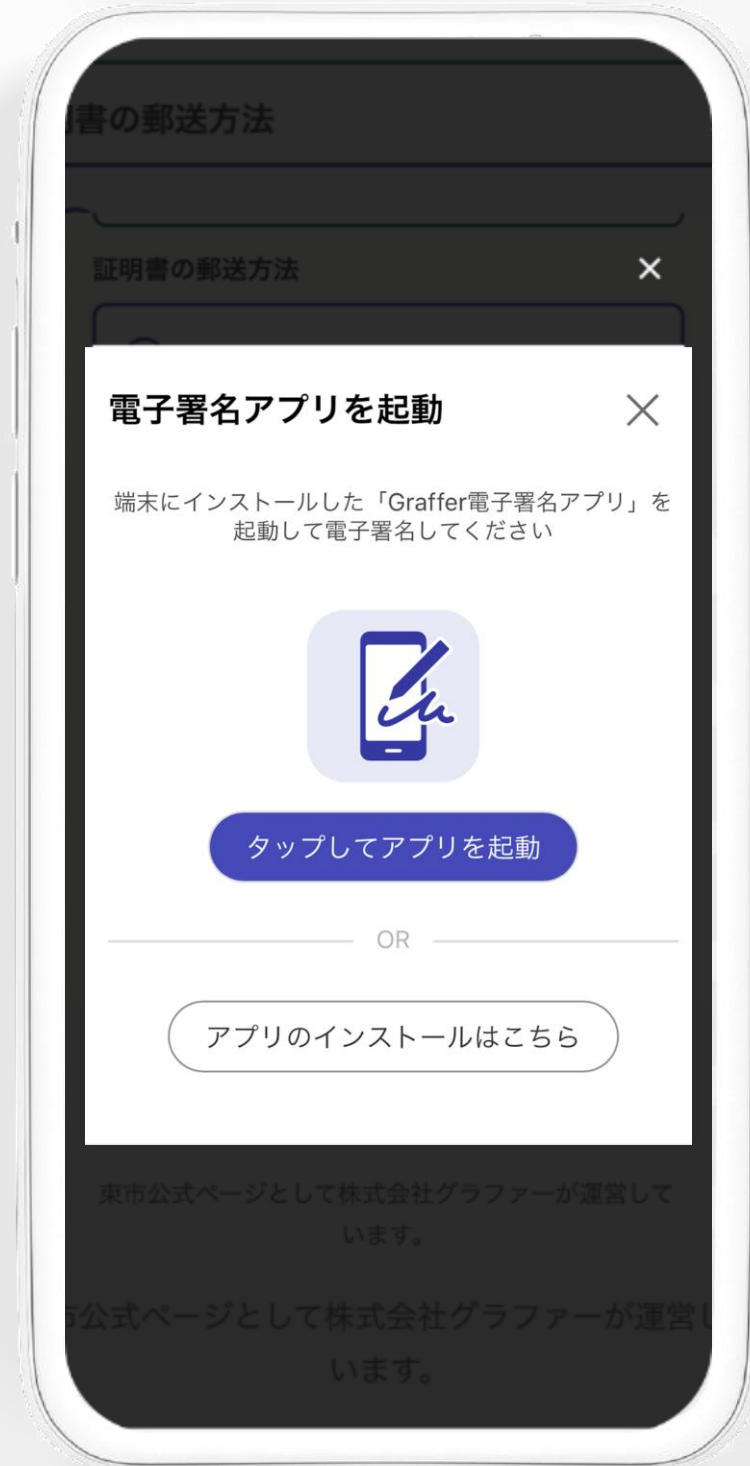 書の郵送方法
証明書の郵送方法
電子署名アプリを起動
端末にインストールした「Graffer電子署名アプリ」を
起動して電子署名してください
タップしてアプリを起動
OR
アプリのインストールはこちら
東市公式ページとして株式会社グラファーが運営して
います。
市公式ページとして株式会社グラファーが運営し
います。